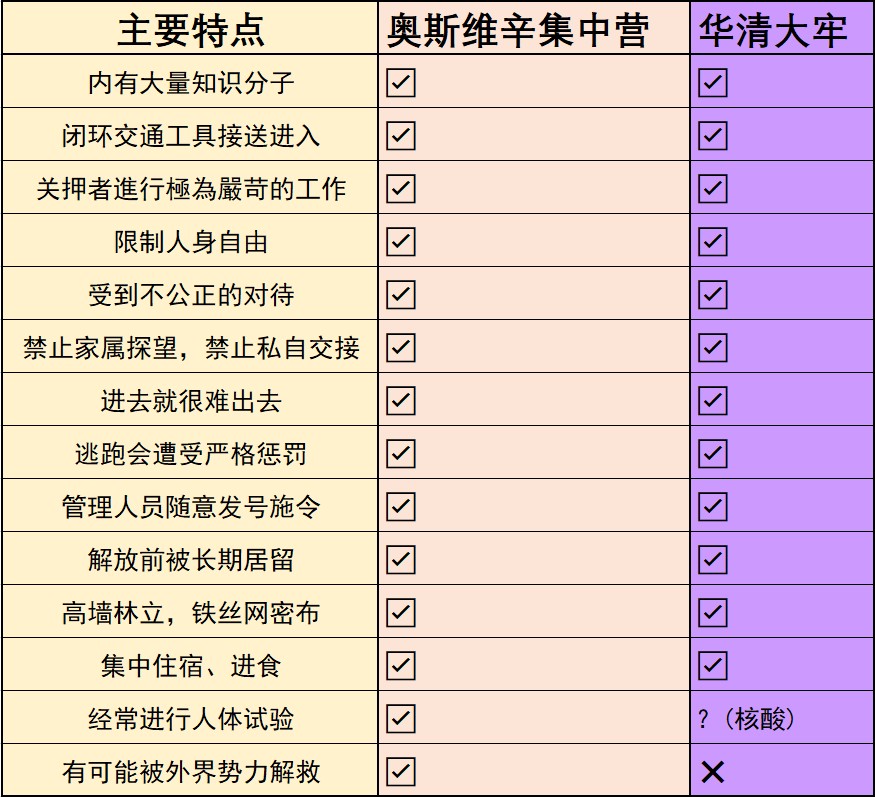 主要特点 奥斯维辛集中营 华清大牢
内有大量知识分子 ☑ ☑
闭环交通工具接送进入 ☑ ☑
关押者進行極為嚴苛的工作 ☑ ☑
限制人身自由 ☑ ☑
受到不公正的对待 ☑ ☑
禁止家属探望，禁止私自交接 ☑ ☑
进去就很难出去 ☑ ☑
逃跑会遭受严格惩罚 ☑ ☑
管理人员随意发号施令 ☑ ☑
解放前被长期居留 ☑ ☑
高墙林立，铁丝网密布 ☑ ☑
集中住宿、进食 ☑ ☑
经常进行人体试验 ☑ ？（核酸）
有可能被外界势力解救 ☑ ✕